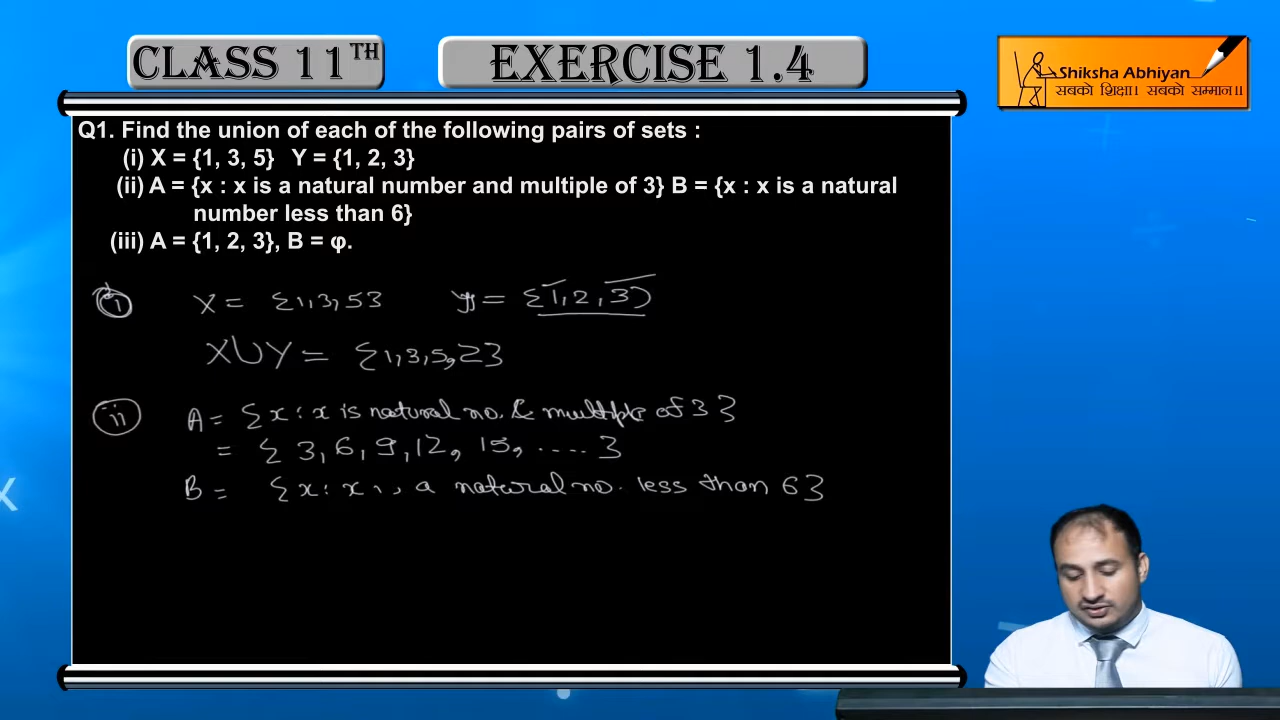 CLASS 11TH
EXERCISE 1.4
Shiksha Abhiyan
सबको शिक्षा। सबको सम्मान॥
Q1. Find the union of each of the following pairs of sets :
(i) X = {1, 3, 5} Y = {1, 2, 3}
(ii) A = {x : x is a natural number and multiple of 3} B = {x : x is a natural
number less than 6}
(iii) A = {1, 2, 3}, B = φ.
(i) X = {1,3,5} Y = {1,2,3}
X∪Y = {1,3,5,2}
(ii) A = {x : x is natural no. & multiple of 3}
= {3,6,9,12,15, ....}
B = {x : x is a natural no. less than 6}
X